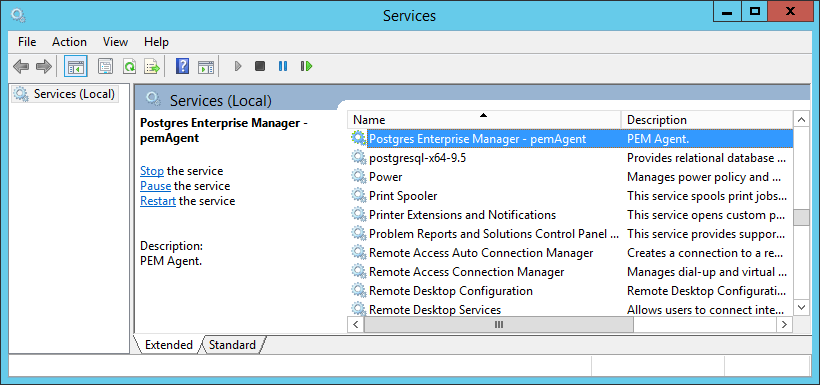 Services
File Action View Help
Services (Local)
Services (Local)
Postgres Enterprise Manager -
pemAgent
Stop the service
Pause the service
Restart the service
Description:
PEM Agent.
Name Description
Postgres Enterprise Manager - pemAgent PEM Agent.
postgresql-x64-9.5 Provides relational database ...
Power Manages power policy and ...
Print Spooler This service spools print jobs...
Printer Extensions and Notifications This service opens custom p...
Problem Reports and Solutions Control Panel ... This service provides suppor...
Remote Access Auto Connection Manager Creates a connection to a re...
Remote Access Connection Manager Manages dial-up and virtual ...
Remote Desktop Configuration Remote Desktop Configurati...
Remote Desktop Services Allows users to connect inte...
Extended Standard